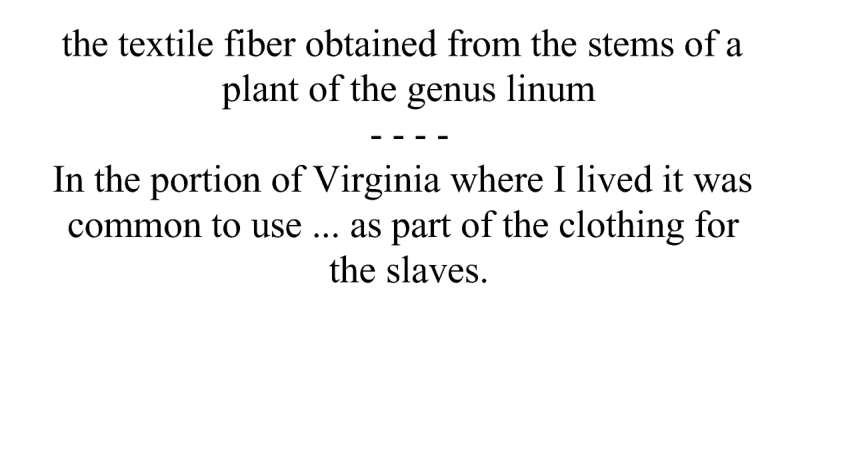 the textile fiber obtained from the stems of a
plant of the genus linum
- - - -
In the portion of Virginia where I lived it was
common to use ... as part of the clothing for
the slaves.